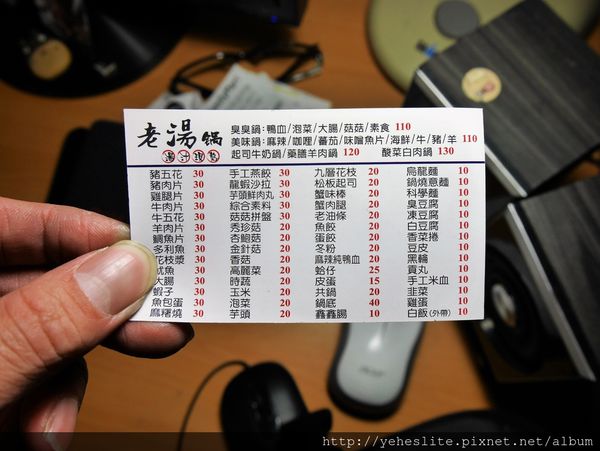 老湯鍋
臭臭鍋:鴨血/泡菜/大腸/菇菇/素食 110
美味鍋:麻辣/咖哩/蕃茄/味噌魚片/海鮮/牛/豬/羊 110
起司牛奶鍋/藥膳羊肉鍋 120 酸菜白肉鍋 130
豬五花 30
豬肉片 30
雞腿片 30
牛肉片 30
牛五花 30
羊肉片 30
鯛魚片 30
多利魚 30
花枝漿 30
魷魚 30
大腸 30
蝦子 30
魚包蛋 30
麻糬燒 30
手工燕餃 30
龍蝦沙拉 30
芋頭鮮肉丸 30
綜合素料 30
菇菇拼盤 30
秀珍菇 20
杏鮑菇 20
金針菇 20
香菇 20
高麗菜 20
時蔬 20
玉米 20
泡菜 20
芋頭 20
九層花枝 20
松板起司 20
蟹味棒 20
蟹肉腿 20
老油條 20
魚餃 20
蛋餃 20
冬粉 20
麻辣純鴨血 20
蛤仔 25
皮蛋 15
共鍋 20
鍋底 40
鑫鑫腸 10
烏龍麵 10
鍋燒意麵 10
科學麵 10
臭豆腐 10
凍豆腐 10
白豆腐 10
香菜捲 10
豆皮 10
黑輪 10
貢丸 10
手工米血 10
韭菜 10
雞蛋 10
白飯(外帶) 10
http://yeheslite.pixnet.net/album